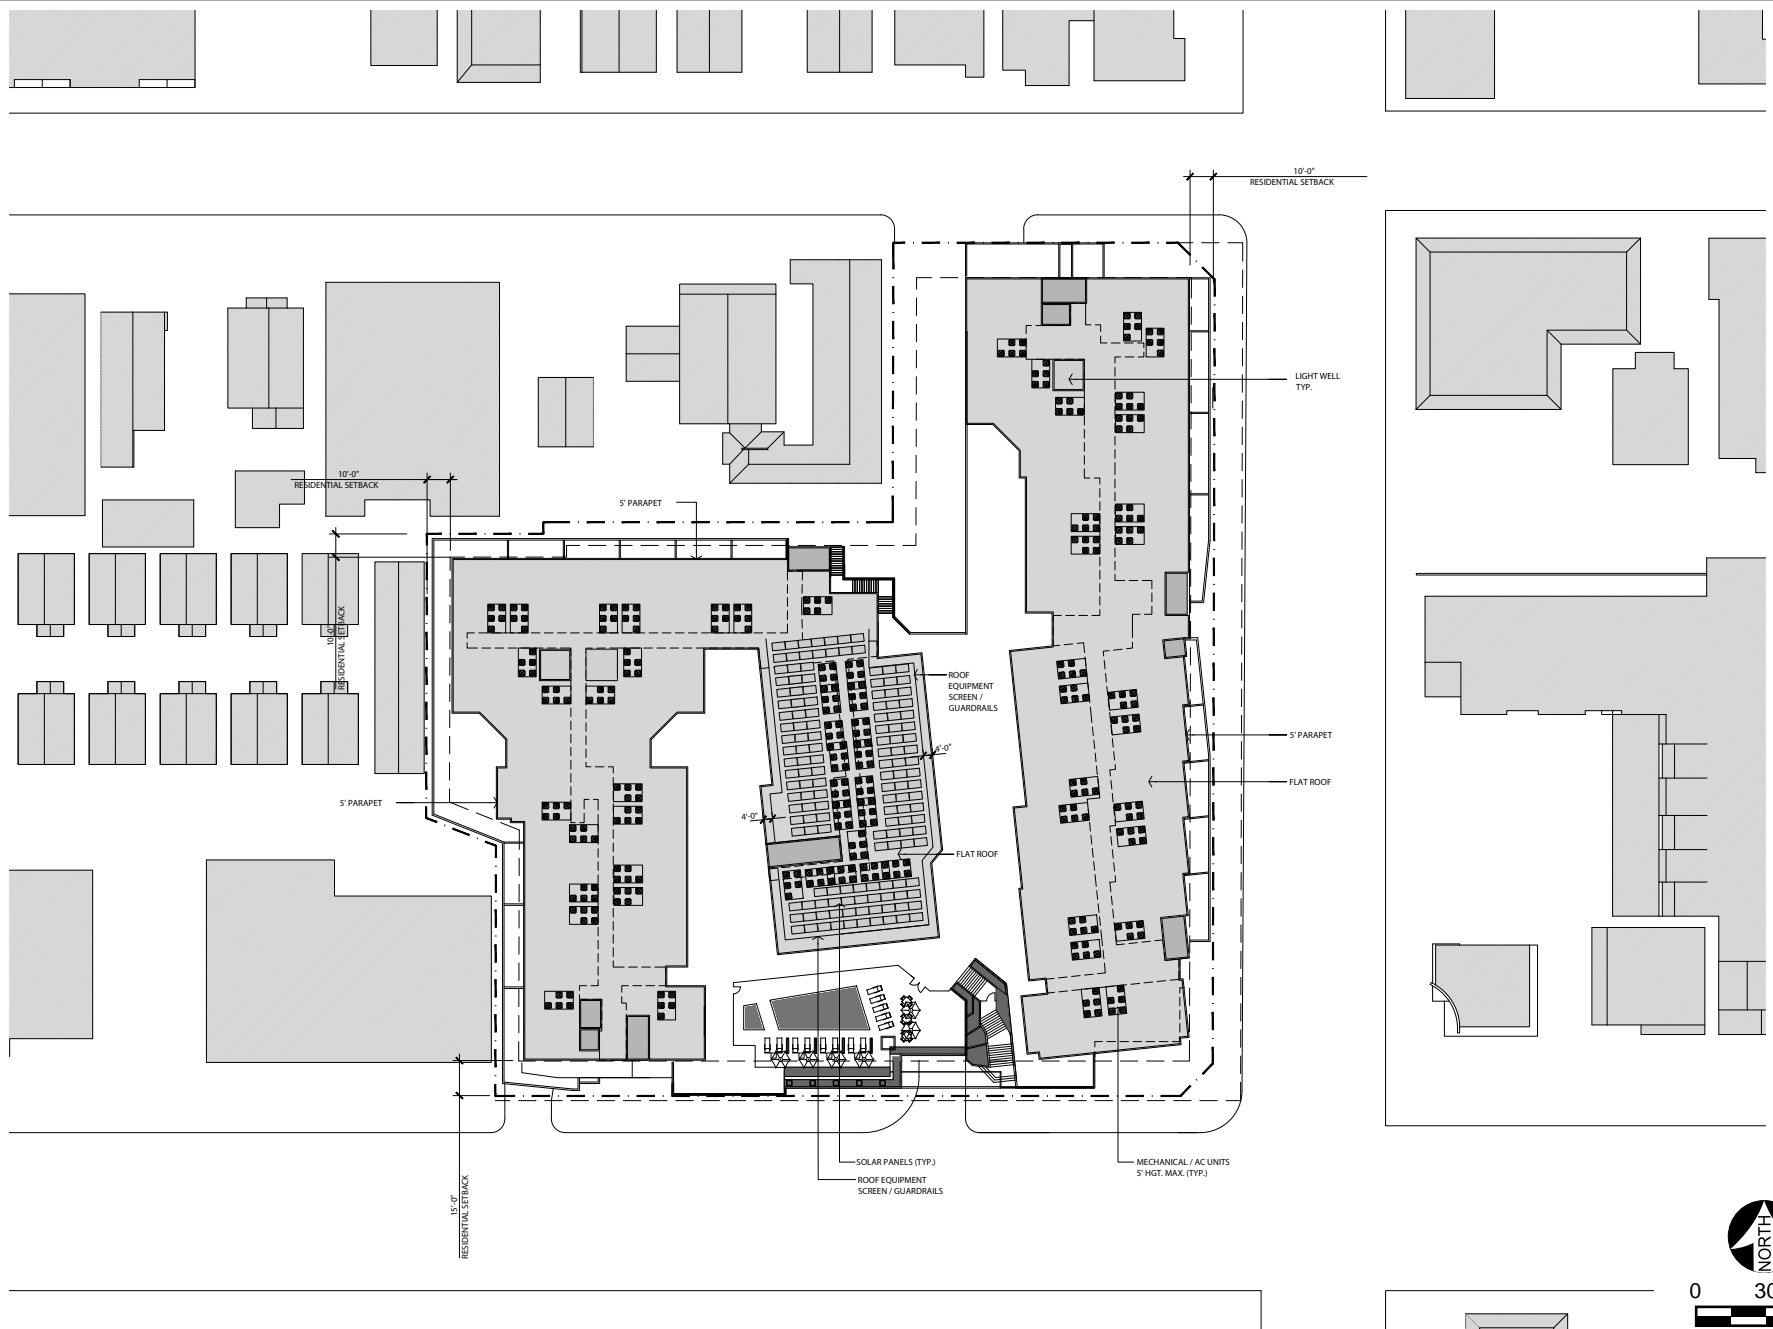 10'-0"
RESIDENTIAL SETBACK
LIGHT WELL
TYP.
10'-0"
RESIDENTIAL SETBACK
5' PARAPET
10'-0"
RESIDENTIAL SETBACK
ROOF
EQUIPMENT
SCREEN /
GUARDRAILS
4'-0"
5' PARAPET
FLAT ROOF
5' PARAPET
4'-0"
FLAT ROOF
SOLAR PANELS (TYP.)
ROOF EQUIPMENT
SCREEN / GUARDRAILS
MECHANICAL / AC UNITS
5' HGT. MAX. (TYP.)
15'-0"
RESIDENTIAL SETBACK
NORTH
0 30